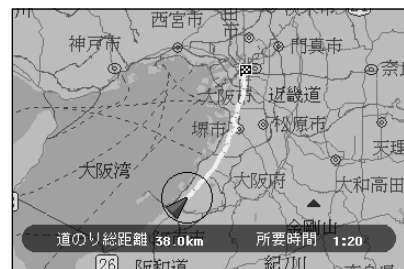 西宮市
神戸市
門真市
大阪市
近畿道
堺市
松原市
天理
大阪湾
大阪府
大和高田
金剛山
道のり総距離 38.0km 所要時間 1:20
26
阪和道
紀ノ川